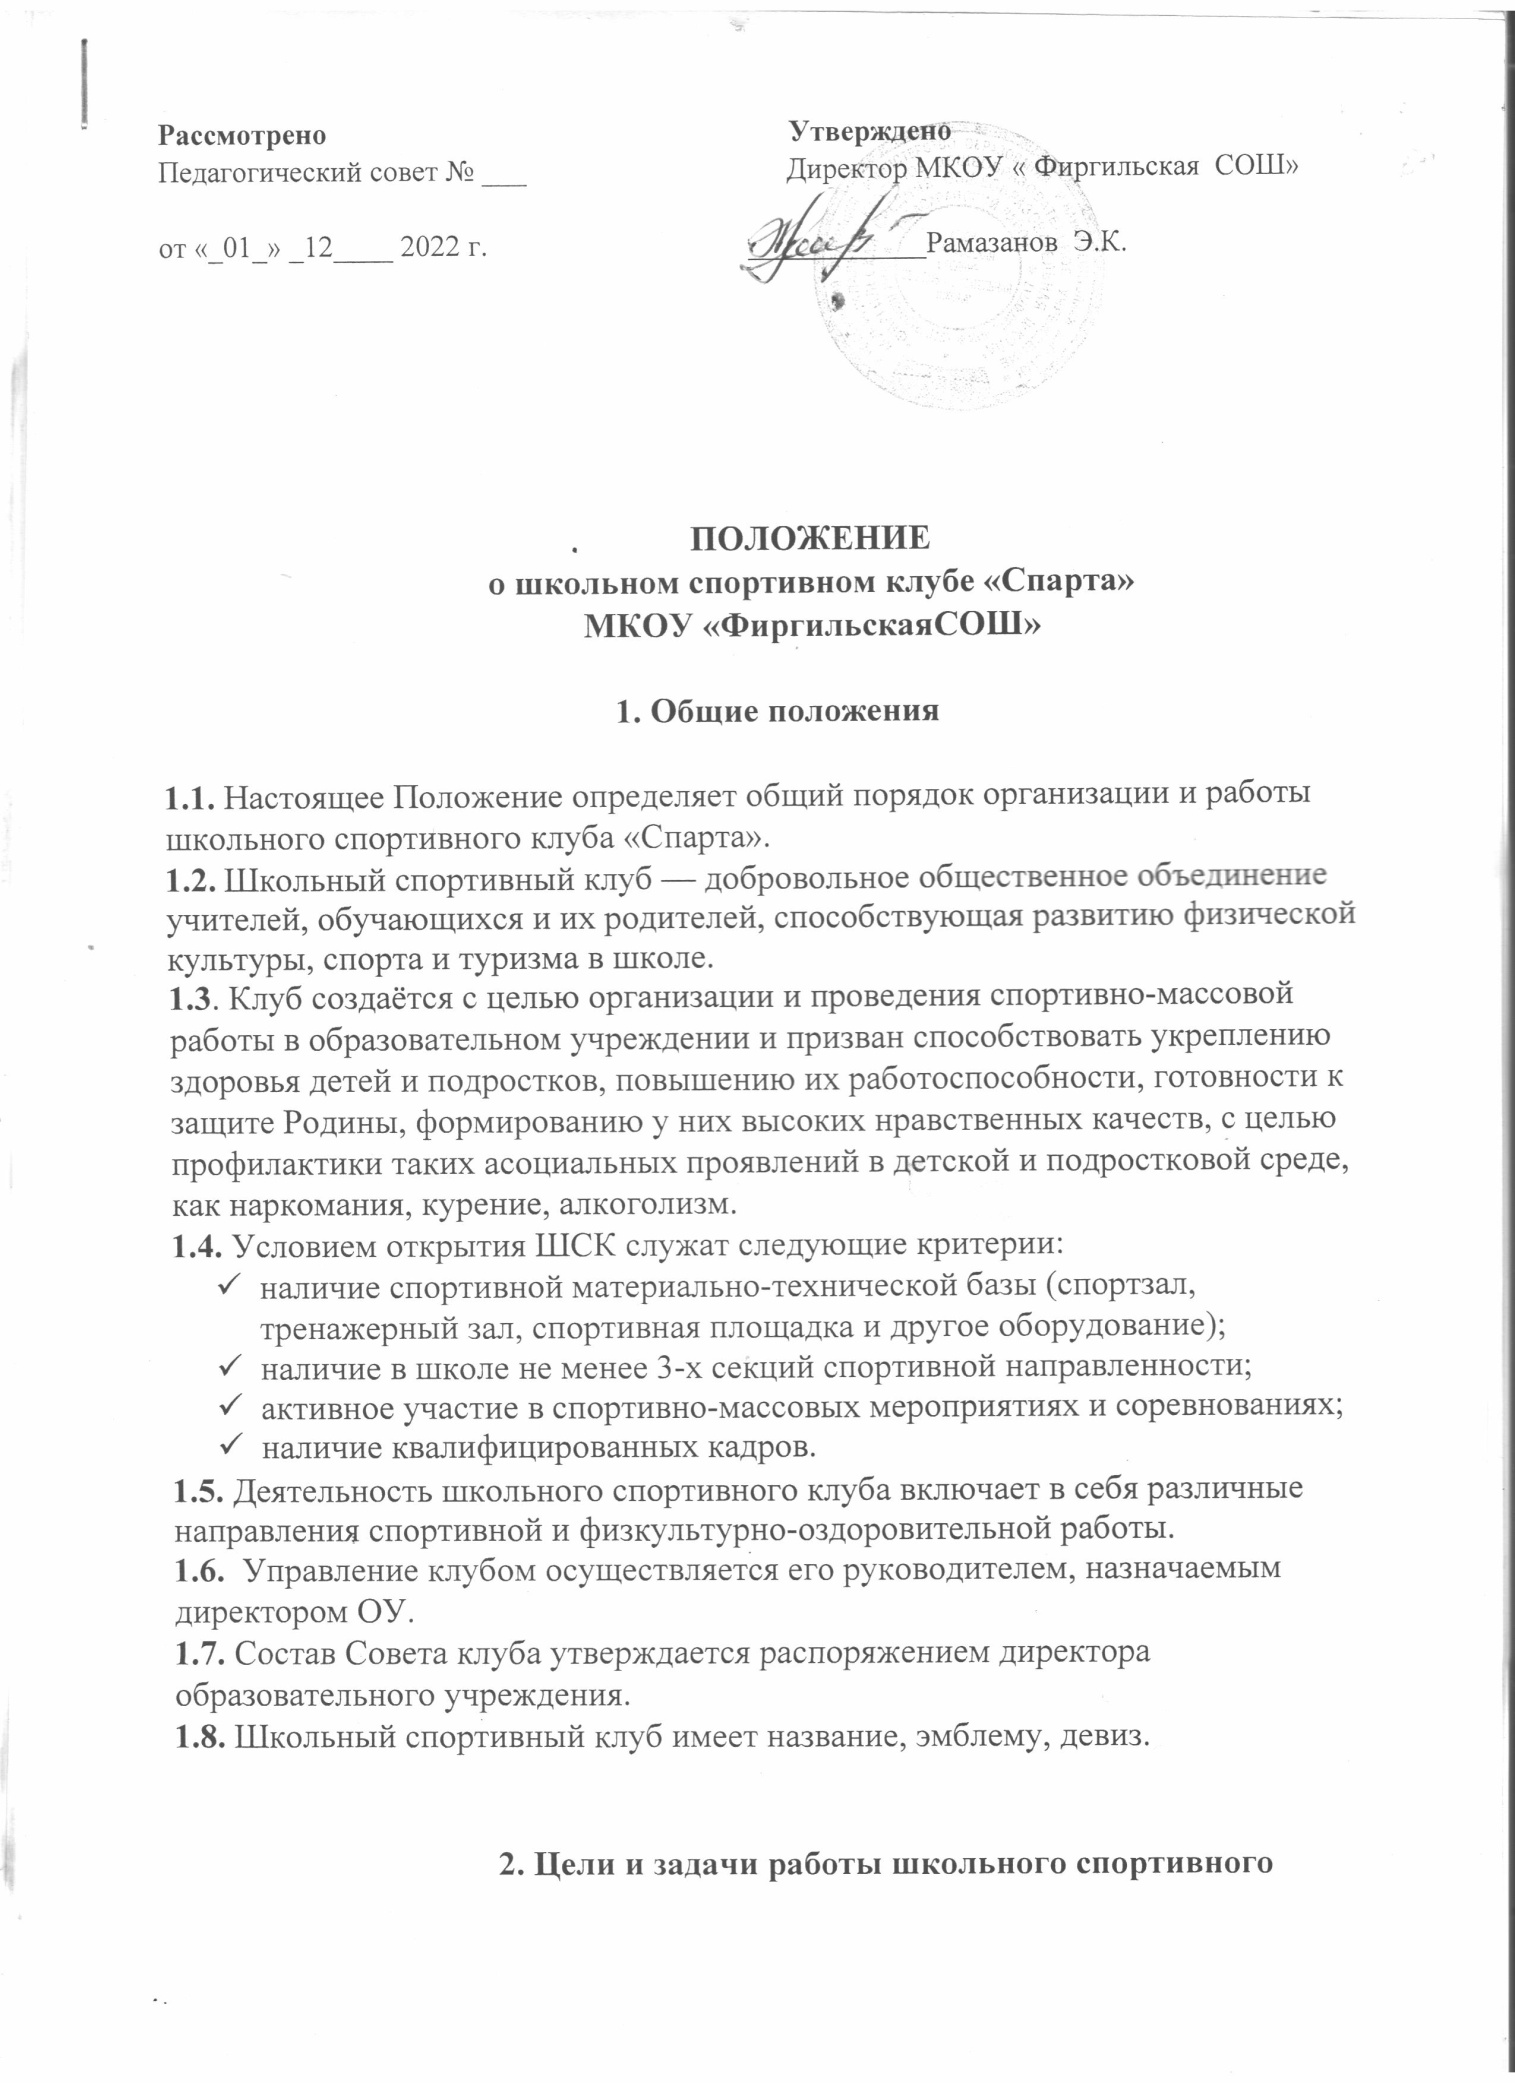 Рассмотрено
Утверждено
Педагогический совет № ___
Директор МКОУ « Фиргильская СОШ»
от «_01_» _12____ 2022 г.
____________Рамазанов Э.К.
ПОЛОЖЕНИЕ
о школьном спортивном клубе «Спарта»
МКОУ «ФиргильскаяСОШ»
1. Общие положения
1.1. Настоящее Положение определяет общий порядок организации и работы
школьного спортивного клуба «Спарта».
1.2. Школьный спортивный клуб — добровольное общественное объединение
учителей, обучающихся и их родителей, способствующая развитию физической
культуры, спорта и туризма в школе.
1.3. Клуб создаётся с целью организации и проведения спортивно-массовой
работы в образовательном учреждении и призван способствовать укреплению
здоровья детей и подростков, повышению их работоспособности, готовности к
защите Родины, формированию у них высоких нравственных качеств, с целью
профилактики таких асоциальных проявлений в детской и подростковой среде,
как наркомания, курение, алкоголизм.
1.4. Условием открытия ШСК служат следующие критерии:
✓ наличие спортивной материально-технической базы (спортзал,
тренажерный зал, спортивная площадка и другое оборудование);
✓ наличие в школе не менее 3-х секций спортивной направленности;
✓ активное участие в спортивно-массовых мероприятиях и соревнованиях;
✓ наличие квалифицированных кадров.
1.5. Деятельность школьного спортивного клуба включает в себя различные
направления спортивной и физкультурно-оздоровительной работы.
1.6. Управление клубом осуществляется его руководителем, назначаемым
директором ОУ.
1.7. Состав Совета клуба утверждается распоряжением директора
образовательного учреждения.
1.8. Школьный спортивный клуб имеет название, эмблему, девиз.
2. Цели и задачи работы школьного спортивного